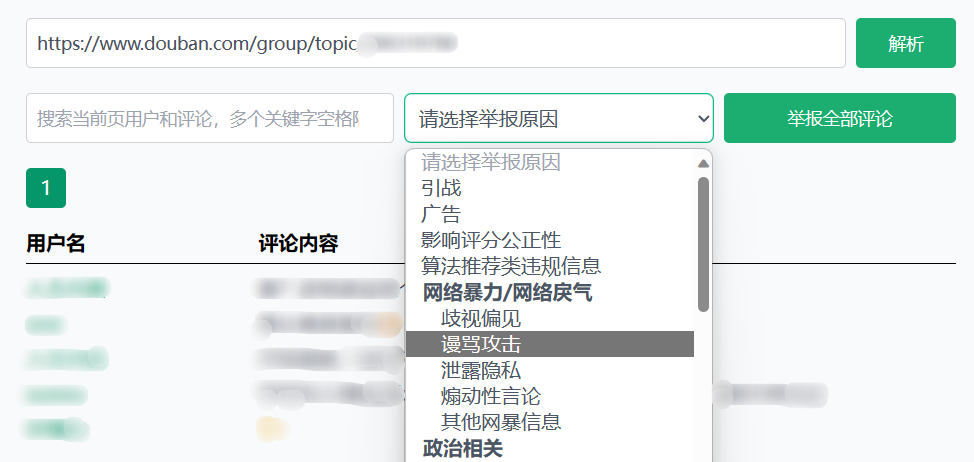 https://www.douban.com/group/topic
解析
搜索当前页用户和评论，多个关键字空格
请选择举报原因
举报全部评论
请选择举报原因
引战
广告
影响评分公正性
算法推荐类违规信息
网络暴力/网络戾气
歧视偏见
谩骂攻击
泄露隐私
煽动性言论
其他网暴信息
政治相关
1
用户名 评论内容